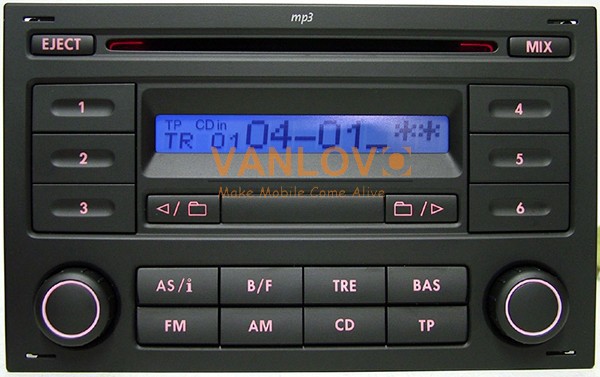 mp3
EJECT
MIX
1
4
TP CD in
TR 01 04-01 **
2
5
VANLOVO
Make Mobile Come Alive
3
6
AS/i B/F TRE BAS
FM AM CD TP